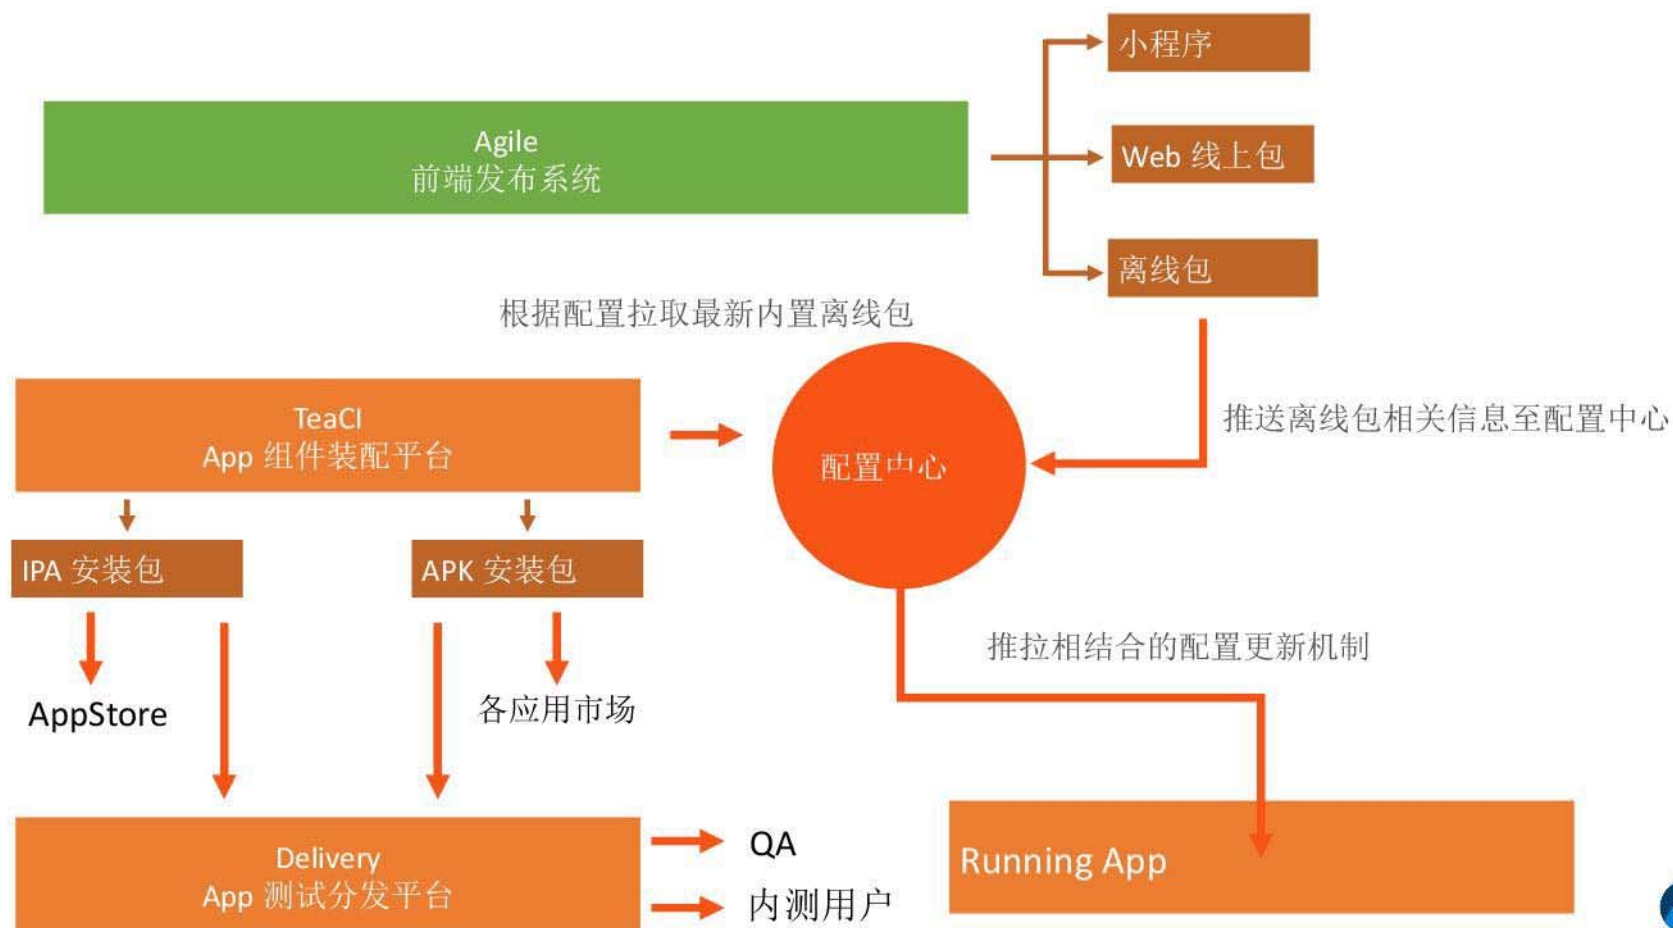 小程序
Agile
前端发布系统
Web 线上包
离线包
根据配置拉取最新内置离线包
TeaCI
App 组件装配平台
推送离线包相关信息至配置中心
配置中心
IPA 安装包
APK 安装包
推拉相结合的配置更新机制
AppStore
各应用市场
Delivery
App 测试分发平台
QA
内测用户
Running App